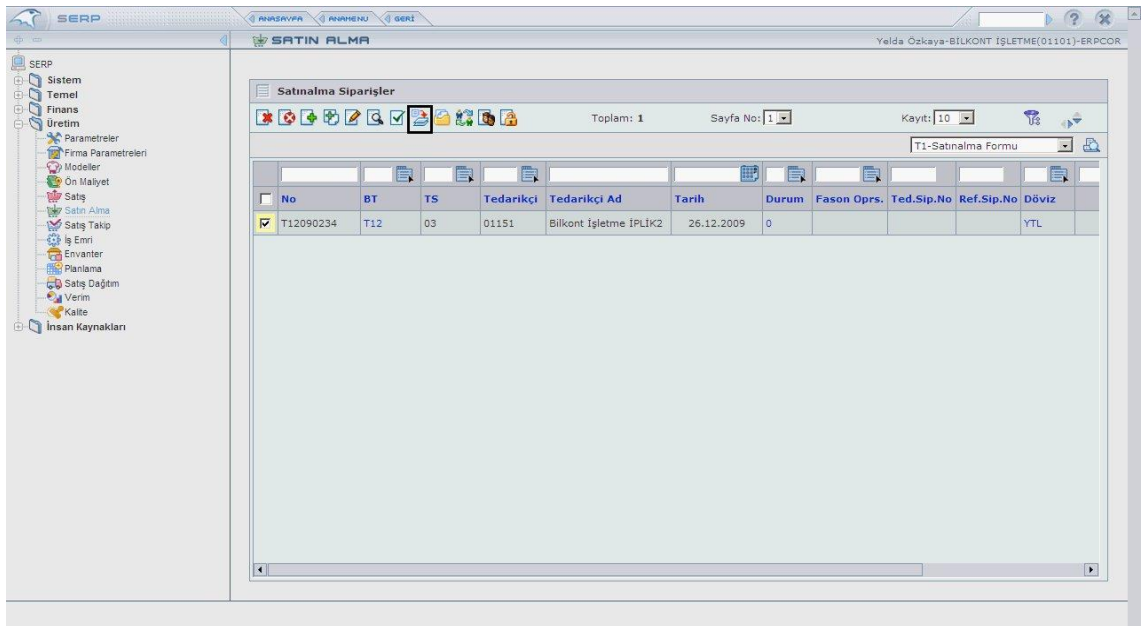 SERP
ANASAYFA ANAMENU GERİ
SATIN ALMA
Yelda Özkaya-BİLKONT İŞLETME(01101)-ERPCOR
SERP
Sistem
Temel
Finans
Üretim
Parametreler
Firma Parametreleri
Modeller
Ön Maliyet
Satış
Satın Alma
Satış Takip
İş Emri
Envanter
Planlama
Satış Dağıtım
Verim
Kalite
İnsan Kaynakları
Satınalma Siparişler
Toplam: 1 Sayfa No: 1 Kayıt: 10
T1-Satınalma Formu
No BT TS Tedarikçi Tedarikçi Ad Tarih Durum Fason Oprs. Ted.Sip.No Ref.Sip.No Döviz
T12090234 T12 03 01151 Bilkont İşletme İPLİK2 26.12.2009 0 YTL